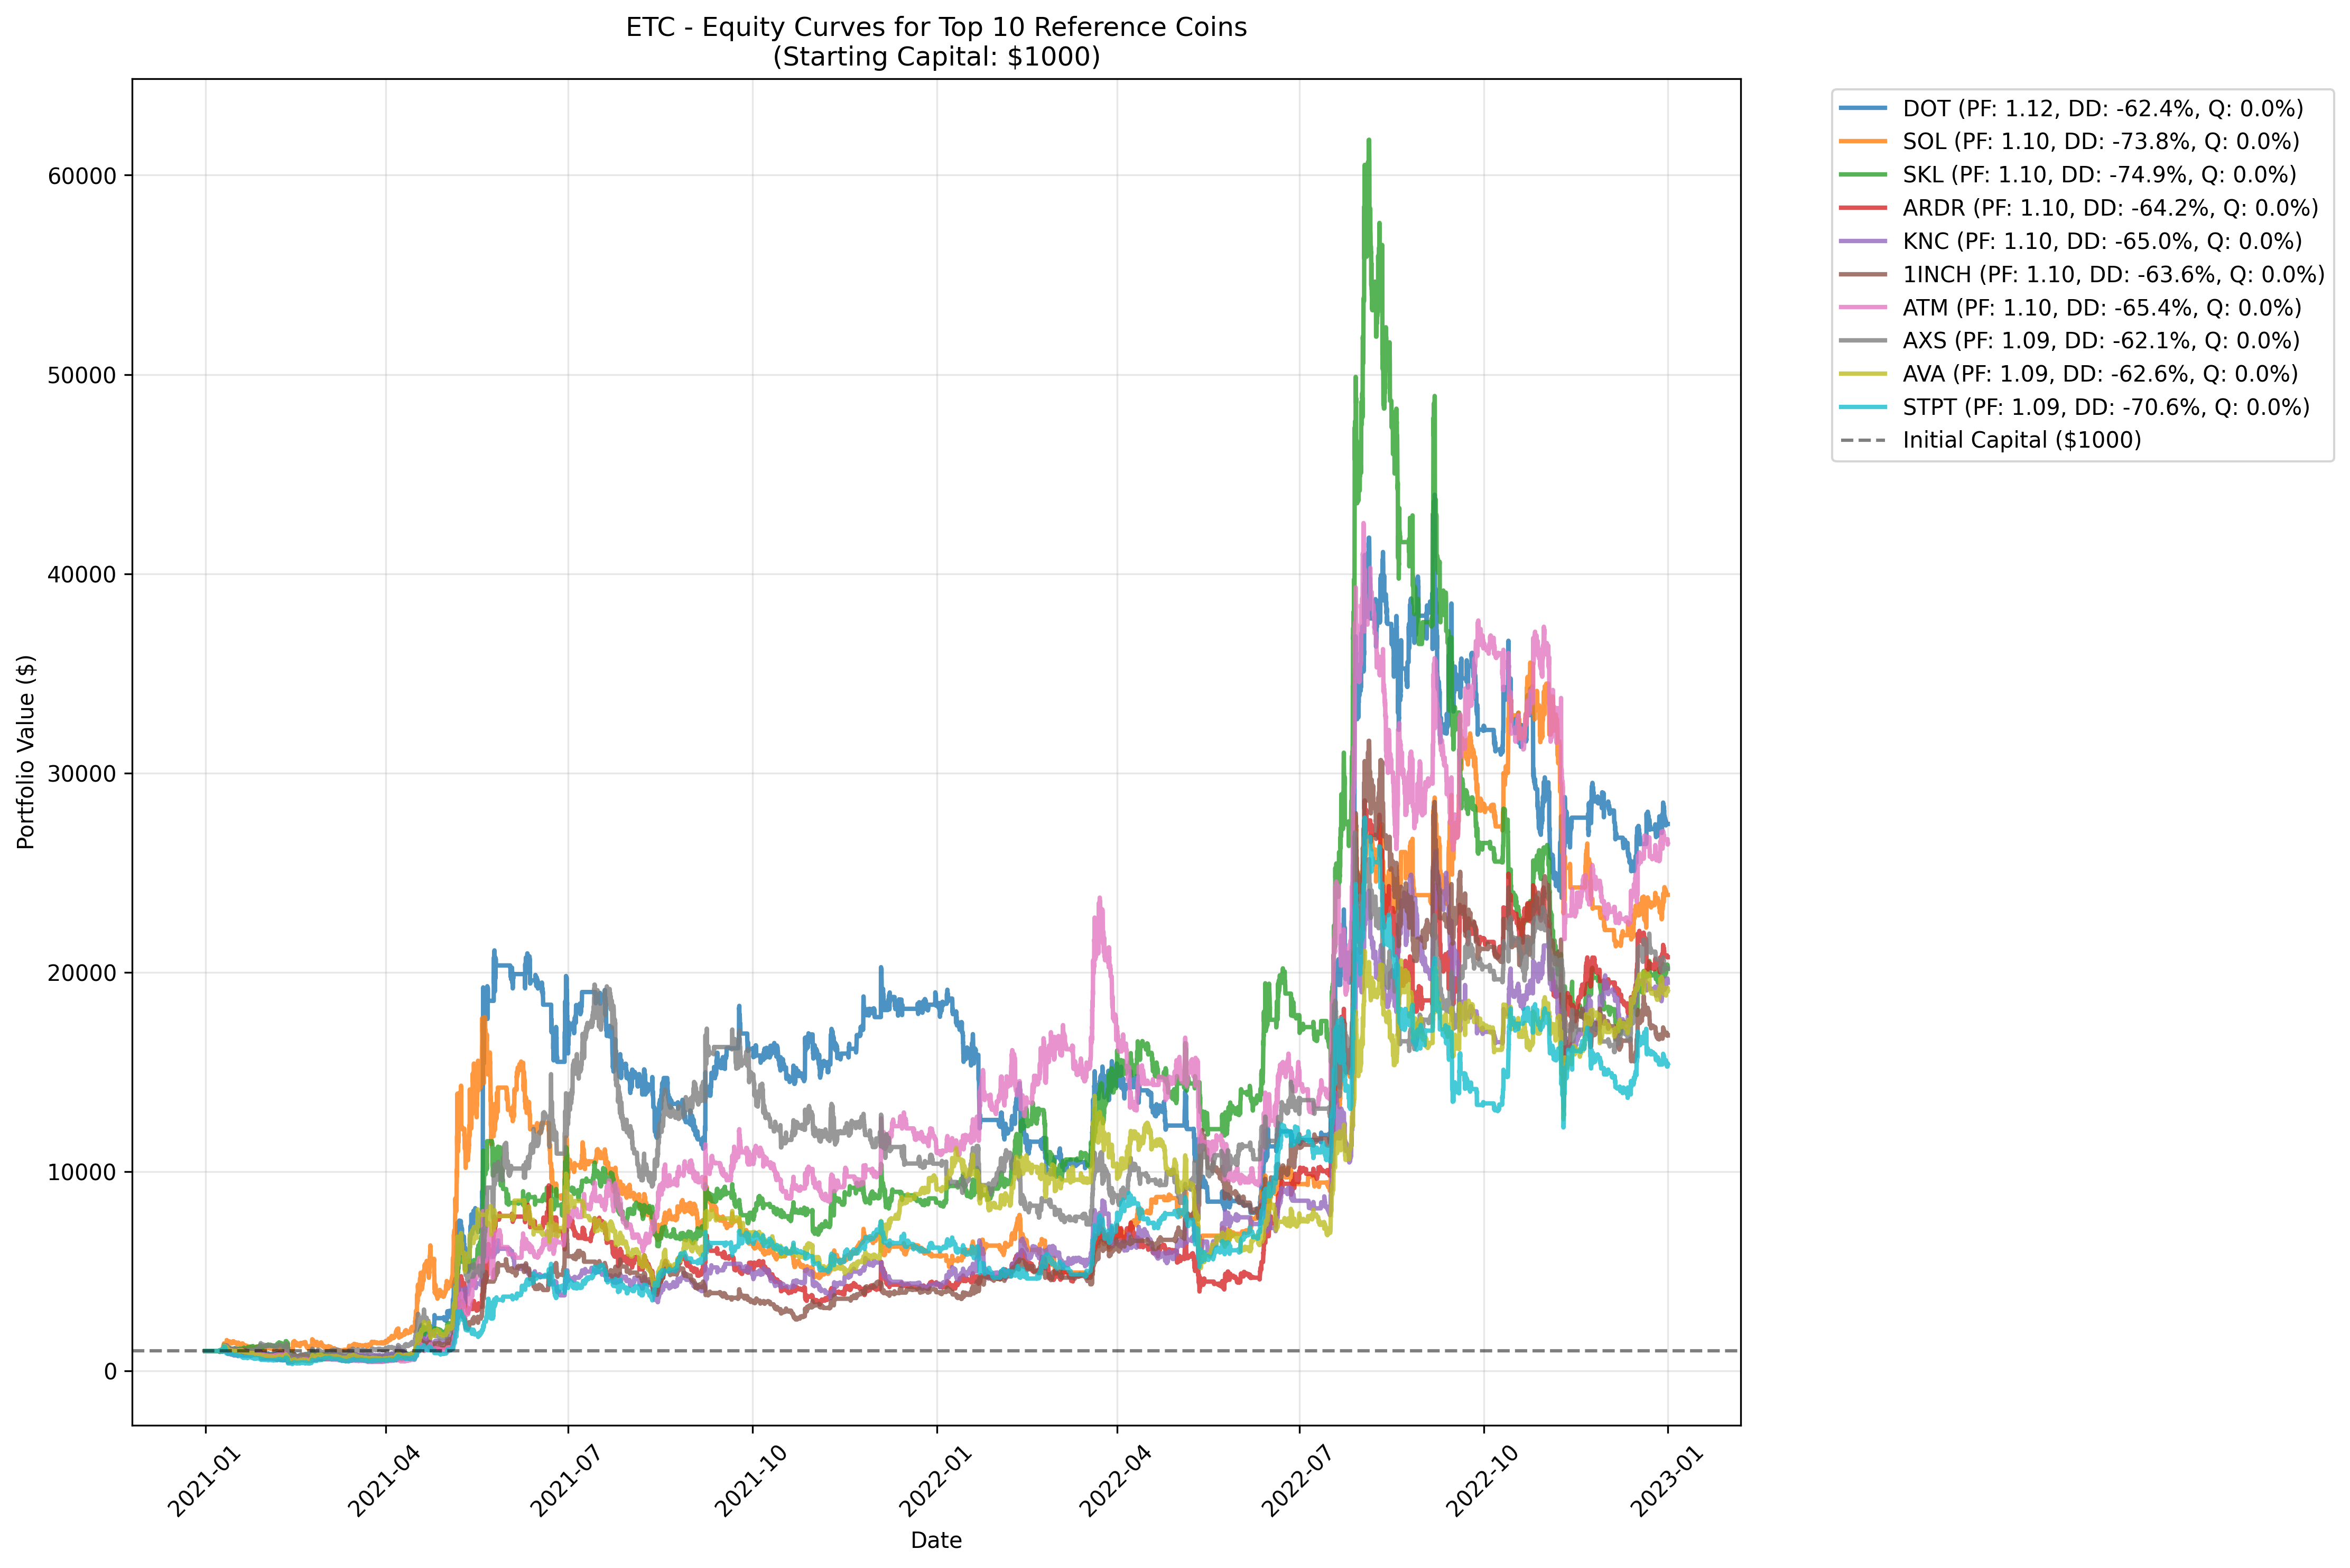 ETC - Equity Curves for Top 10 Reference Coins
(Starting Capital: $1000)
DOT (PF: 1.12, DD: -62.4%, Q: 0.0%)
SOL (PF: 1.10, DD: -73.8%, Q: 0.0%)
SKL (PF: 1.10, DD: -74.9%, Q: 0.0%)
ARDR (PF: 1.10, DD: -64.2%, Q: 0.0%)
KNC (PF: 1.10, DD: -65.0%, Q: 0.0%)
1INCH (PF: 1.10, DD: -63.6%, Q: 0.0%)
ATM (PF: 1.10, DD: -65.4%, Q: 0.0%)
AXS (PF: 1.09, DD: -62.1%, Q: 0.0%)
AVA (PF: 1.09, DD: -62.6%, Q: 0.0%)
STPT (PF: 1.09, DD: -70.6%, Q: 0.0%)
Initial Capital ($1000)
Portfolio Value ($)
60000
50000
40000
30000
20000
10000
0
2021-01
2021-04
2021-07
2021-10
2022-01
2022-04
2022-07
2022-10
2023-01
Date